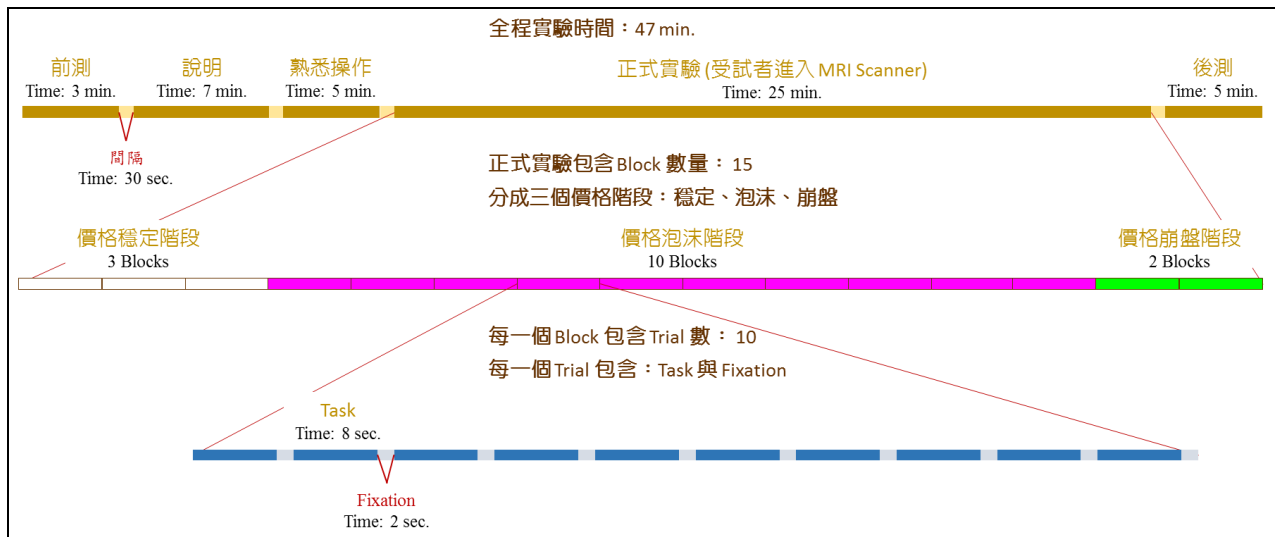 全程實驗時間：47 min.
前測
Time: 3 min.
說明
Time: 7 min.
熟悉操作
Time: 5 min.
正式實驗 (受試者進入 MRI Scanner)
Time: 25 min.
後測
Time: 5 min.
間隔
Time: 30 sec.
正式實驗包含 Block 數量：15
分成三個價格階段：穩定、泡沫、崩盤
價格穩定階段
3 Blocks
價格泡沫階段
10 Blocks
價格崩盤階段
2 Blocks
每一個 Block 包含 Trial 數：10
每一個 Trial 包含：Task 與 Fixation
Task
Time: 8 sec.
Fixation
Time: 2 sec.